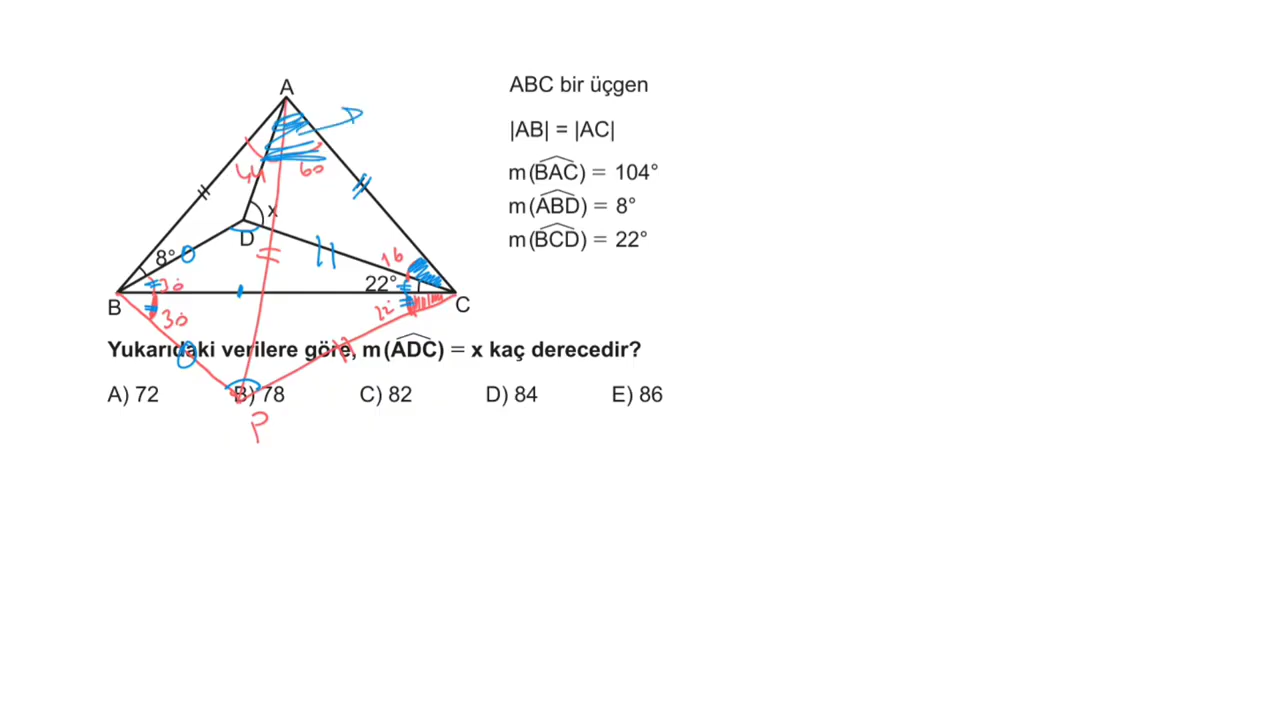 A
ABC bir üçgen
|AB| = |AC|
m(BAC) = 104°
m(ABD) = 8°
m(BCD) = 22°
44 60
x
D
8° 16
30 22°
B C
30 22
Yukarıdaki verilere göre, m(ADC) = x kaç derecedir?
A) 72 B) 78 C) 82 D) 84 E) 86
P